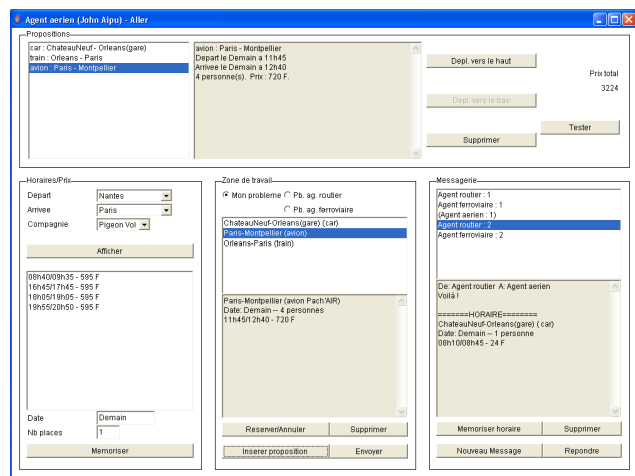 Agent aerien (John Aipu) - Aller
Propositions
car : ChateauNeuf - Orleans(gare)
train : Orleans - Paris
avion : Paris - Montpellier
avion : Paris - Montpellier
Depart le Demain a 11h45
Arrivee le Demain a 12h40
4 personne(s). Prix : 720 F.
Depl. vers le haut
Depl. vers le bas
Supprimer
Prix total
3224
Tester
Horaires/Prix
Depart Nantes
Arrivee Paris
Compagnie Pigeon Vol
Afficher
08h40/09h35 - 595 F
16h45/17h45 - 595 F
18h05/19h05 - 595 F
19h55/20h50 - 595 F
Date Demain
Nb places 1
Memoriser
Zone de travail
Mon probleme Pb. ag. routier
Pb. ag. ferroviaire
ChateauNeuf-Orleans(gare) (car)
Paris-Montpellier (avion)
Orleans-Paris (train)
Paris-Montpellier (avion Pach'AIR)
Date: Demain -- 4 personnes
11h45/12h40 - 720 F
Reserver/Annuler Supprimer
Inserer proposition Envoyer
Messagerie
Agent routier : 1
Agent ferroviaire : 1
(Agent aerien : 1)
Agent routier : 2
Agent ferroviaire : 2
De: Agent routier A: Agent aerien
Voilá !
=======HORAIRE========
ChateauNeuf-Orleans(gare) (car)
Date: Demain -- 1 personne
08h10/08h45 - 24 F
Memoriser horaire Supprimer
Nouveau Message Repondre